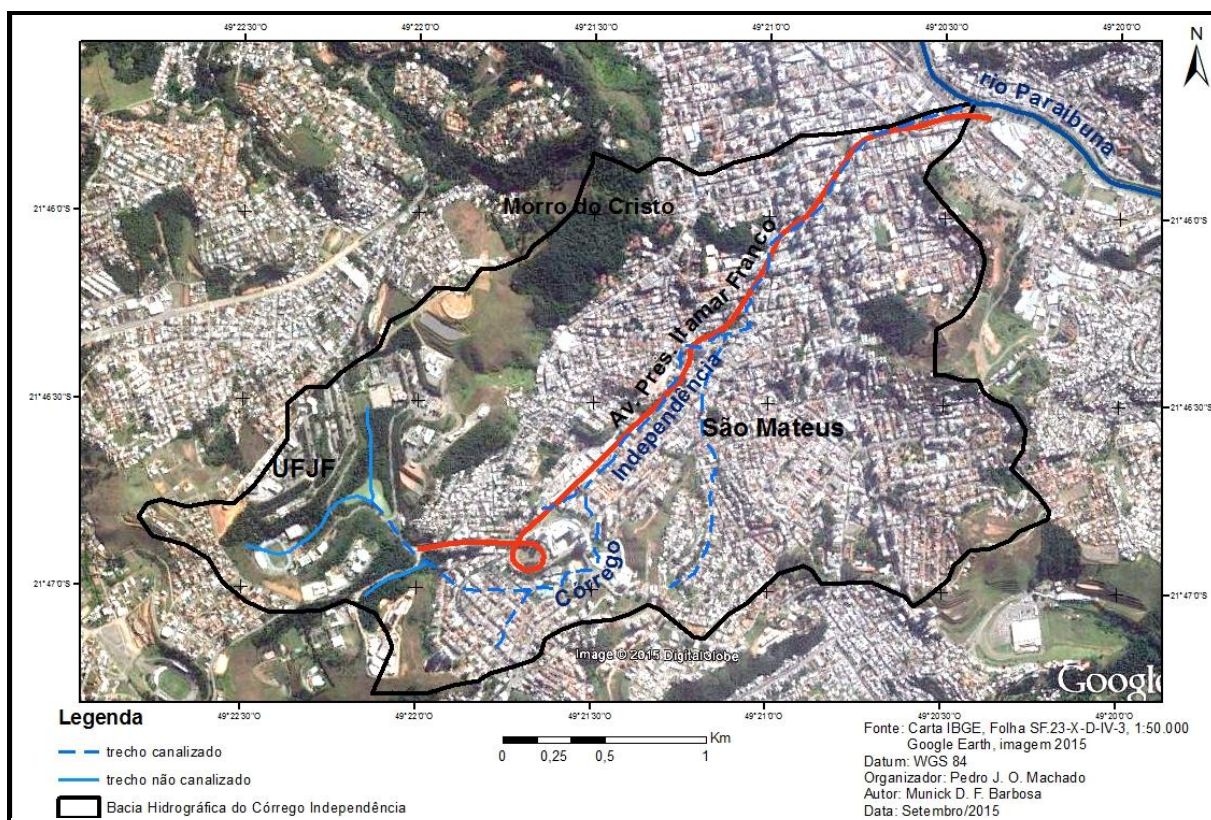 49°22'30"O 49°22'0"O 49°21'30"O 49°21'0"O 49°20'30"O 49°20'0"O
N
rio Paraibuna
21°46'0"S 21°46'0"S
Morro do Cristo
Av. Pres. Itamar Franco
Independência
21°46'30"S 21°46'30"S
São Mateus
UFJF
21°47'0"S 21°47'0"S
Córrego
Image © 2015 DigitalGlobe
Google
49°22'30"O 49°22'0"O 49°21'30"O 49°21'0"O 49°20'30"O 49°20'0"O
Legenda
trecho canalizado
trecho não canalizado
Bacia Hidrográfica do Córrego Independência
Km
0 0,25 0,5 1
Fonte: Carta IBGE, Folha SF.23-X-D-IV-3, 1:50.000
Google Earth, imagem 2015
Datum: WGS 84
Organizador: Pedro J. O. Machado
Autor: Munick D. F. Barbosa
Data: Setembro/2015